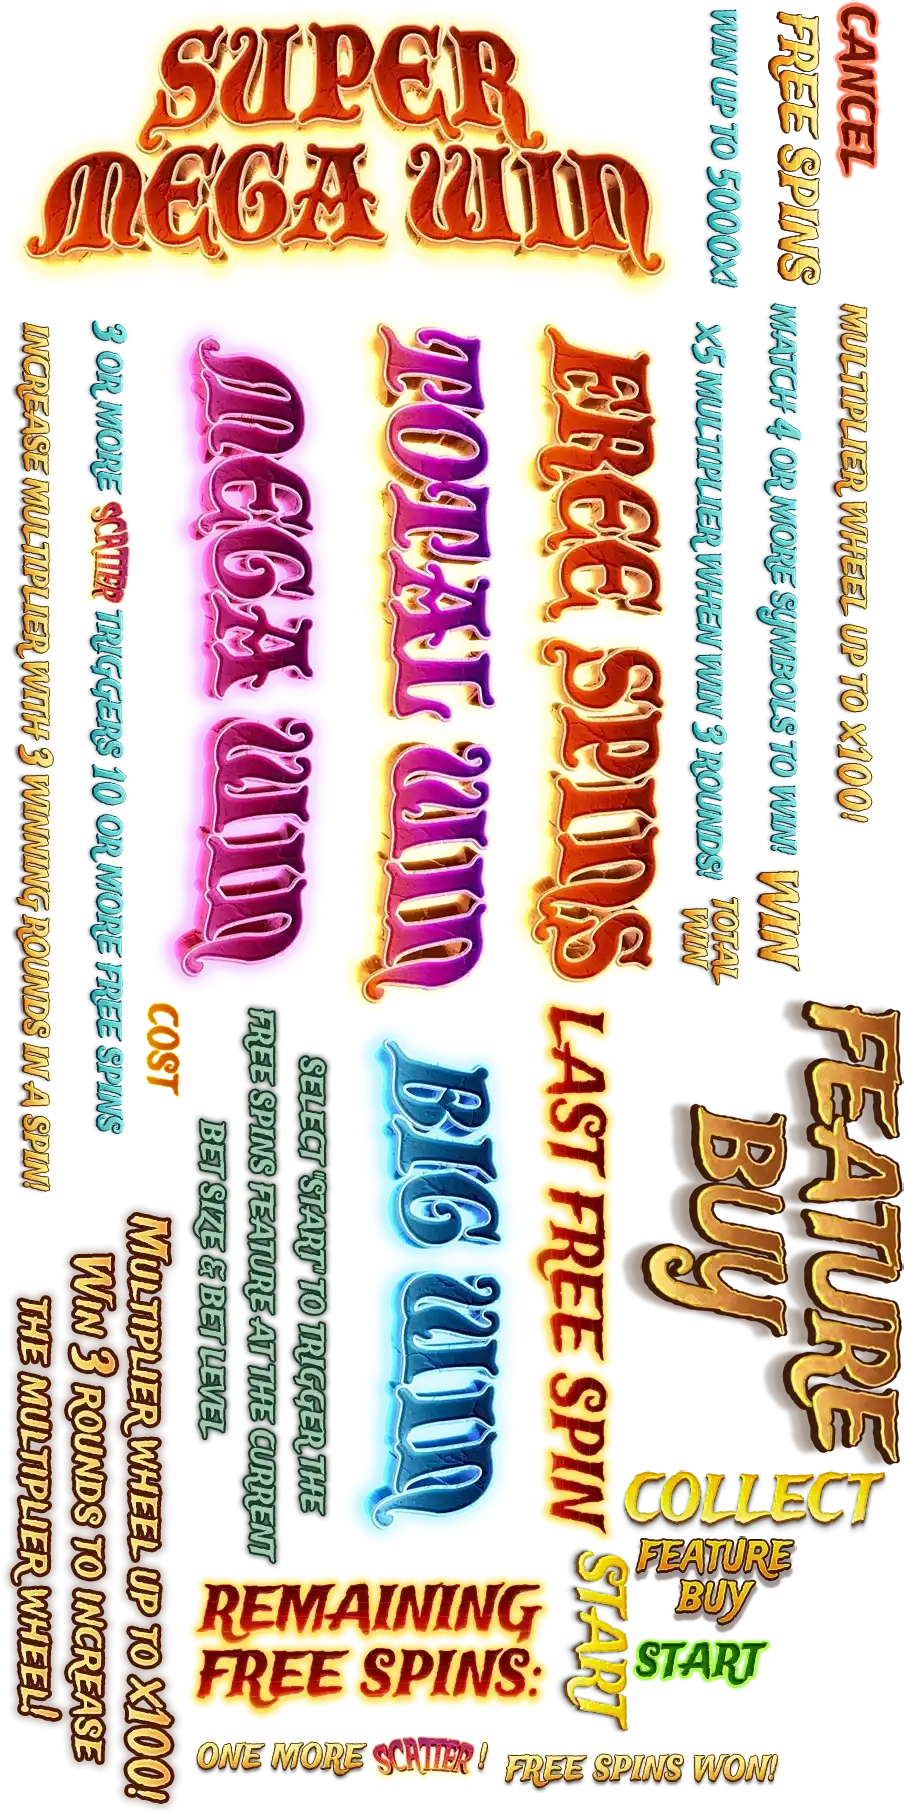 SUPER
MEGA WIN
CANCEL
FREE SPINS
WIN UP TO 5000X!
MULTIPLIER WHEEL UP TO X100!
MATCH 4 OR MORE SYMBOLS TO WIN!
X5 MULTIPLIER WHEN WIN 3 ROUNDS!
FREE SPINS
TOTAL WIN
MEGA WIN
3 OR MORE SCATTER TRIGGERS 10 OR MORE FREE SPINS
INCREASE MULTIPLIER WITH 3 WINNING ROUNDS IN A SPIN!
WIN
TOTAL
WIN
FEATURE
BUY
LAST FREE SPIN
BIG WIN
COST
SELECT 'START' TO TRIGGER THE
FREE SPINS FEATURE AT THE CURRENT
BET SIZE & BET LEVEL
MULTIPLIER WHEEL UP TO X100!
WIN 3 ROUNDS TO INCREASE
THE MULTIPLIER WHEEL!
COLLECT
FEATURE
BUY
START
START
REMAINING
FREE SPINS:
ONE MORE SCATTER !
FREE SPINS WON!